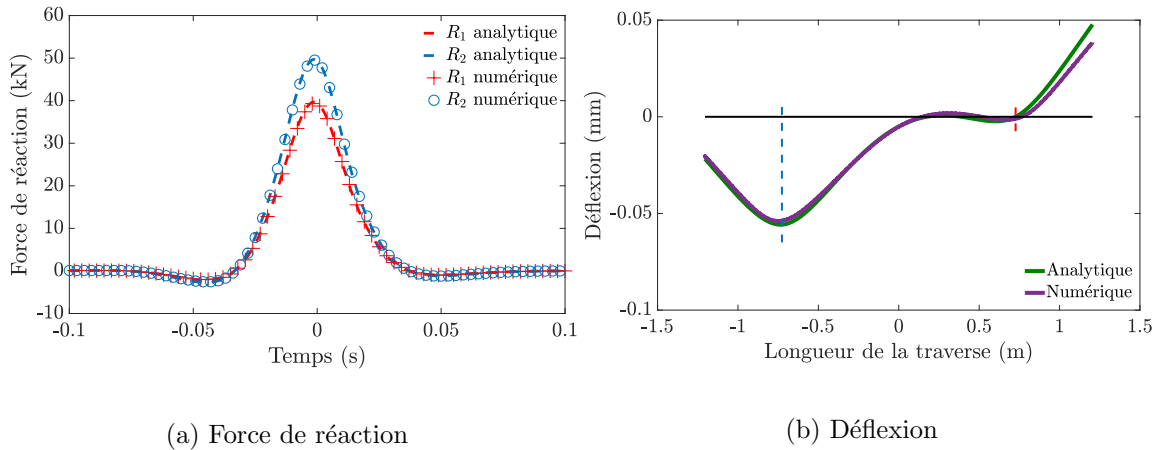 60
50
40
30
20
10
0
-10
Force de réaction (kN)
R₁ analytique
R₂ analytique
R₁ numérique
R₂ numérique
-0.1
-0.05
0
0.05
0.1
Temps (s)
(a) Force de réaction
0.05
0
-0.05
-0.1
Déflexion (mm)
Analytique
Numérique
-1.5
-1
-0.5
0
0.5
1
1.5
Longueur de la traverse (m)
(b) Déflexion